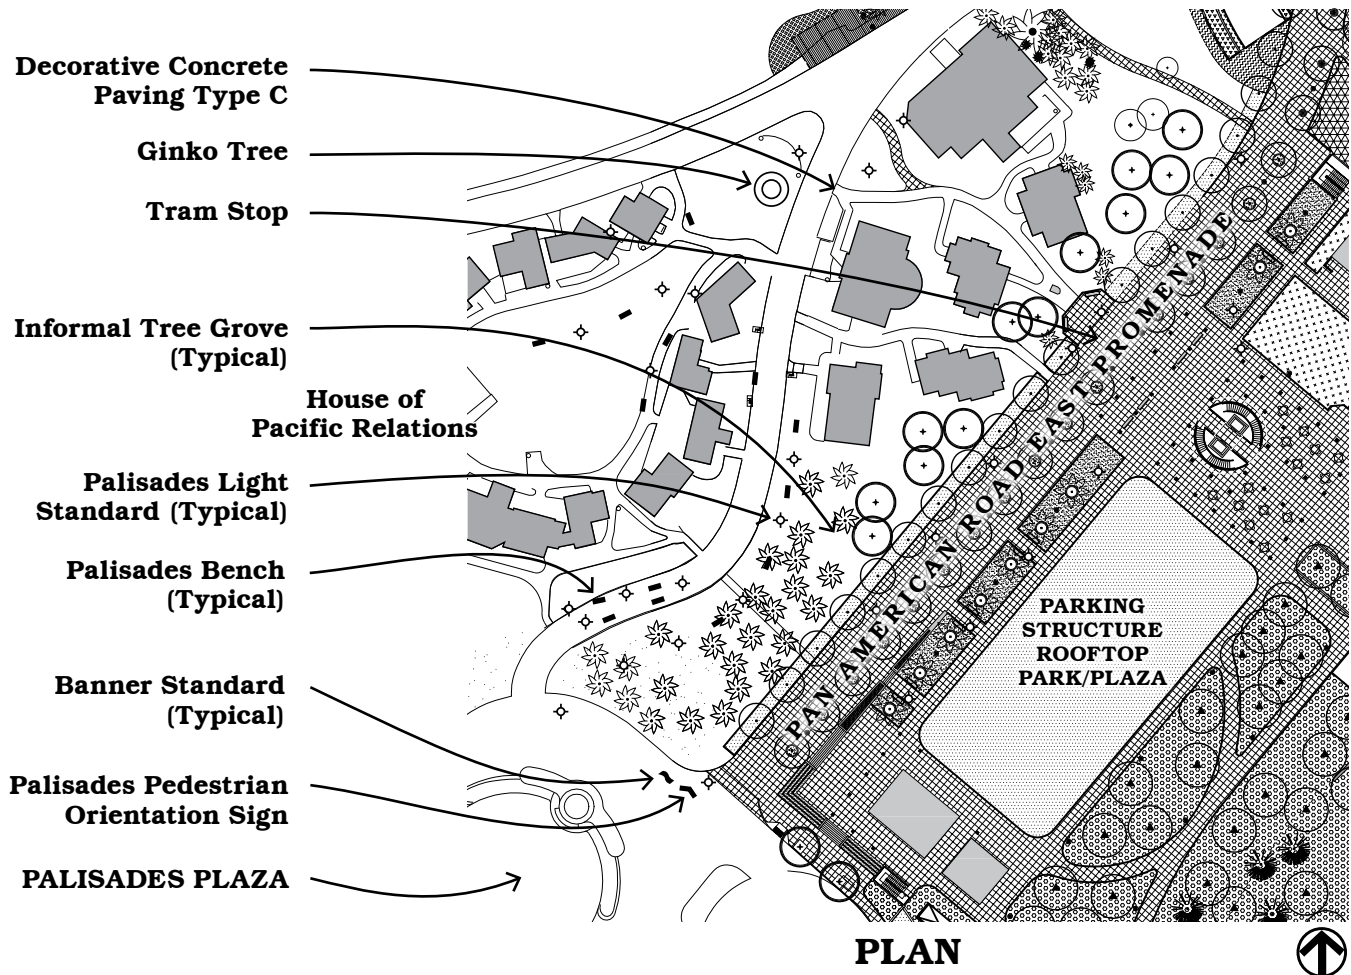 Decorative Concrete
Paving Type C
Ginko Tree
Tram Stop
Informal Tree Grove
(Typical)
House of
Pacific Relations
Palisades Light
Standard (Typical)
Palisades Bench
(Typical)
Banner Standard
(Typical)
Palisades Pedestrian
Orientation Sign
PALISADES PLAZA
PAN AMERICAN ROAD EAST PROMENADE
PARKING
STRUCTURE
ROOFTOP
PARK/PLAZA
PLAN